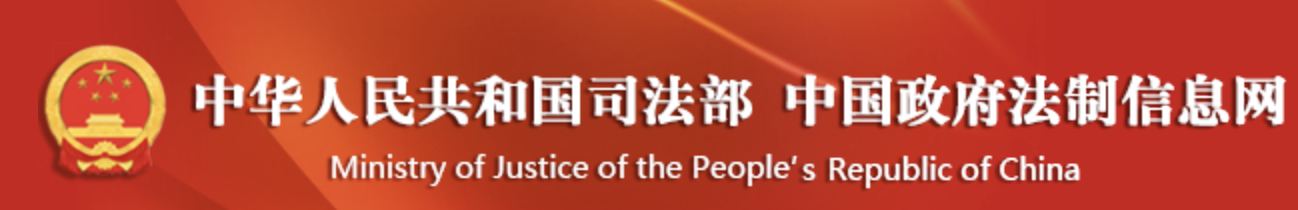 中华人民共和国司法部 中国政府法制信息网
Ministry of Justice of the People's Republic of China